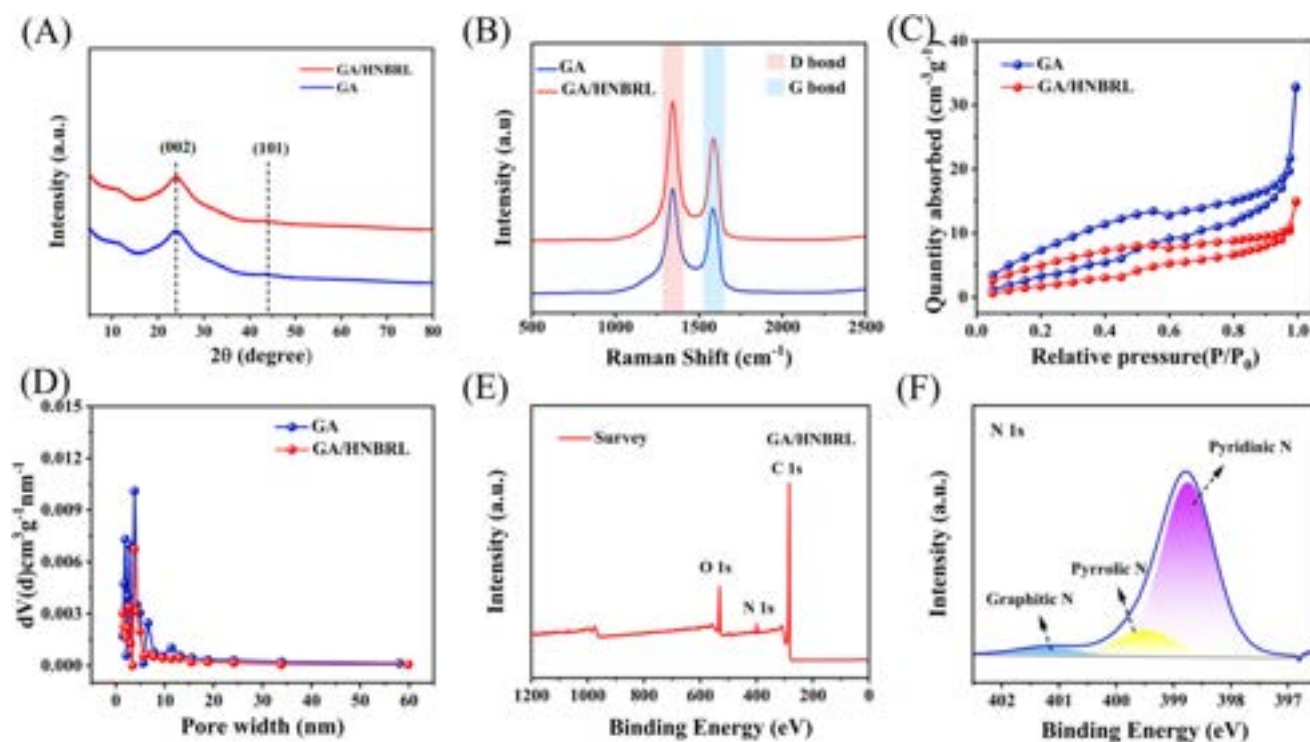 (A)
GA/HNBRL
GA
(002)
(101)
Intensity (a.u.)
10 20 30 40 50 60 70 80
2θ (degree)
(B)
GA
GA/HNBRL
D bond
G bond
Intensity (a.u)
500 1000 1500 2000 2500
Raman Shift (cm⁻¹)
(C)
GA
GA/HNBRL
Quantity absorbed (cm⁻³g⁻¹)
40
30
20
10
0
0.0 0.2 0.4 0.6 0.8 1.0
Relative pressure(P/P₀)
(D)
GA
GA/HNBRL
dV(d)cm³g⁻¹nm⁻¹
0.015
0.012
0.009
0.006
0.003
0.000
0 10 20 30 40 50 60
Pore width (nm)
(E)
Survey
GA/HNBRL
C 1s
O 1s
N 1s
Intensity (a.u.)
1200 1000 800 600 400 200 0
Binding Energy (eV)
(F)
N 1s
Pyridinic N
Pyrrolic N
Graphitic N
Intensity (a.u.)
402 401 400 399 398 397
Binding Energy (eV)